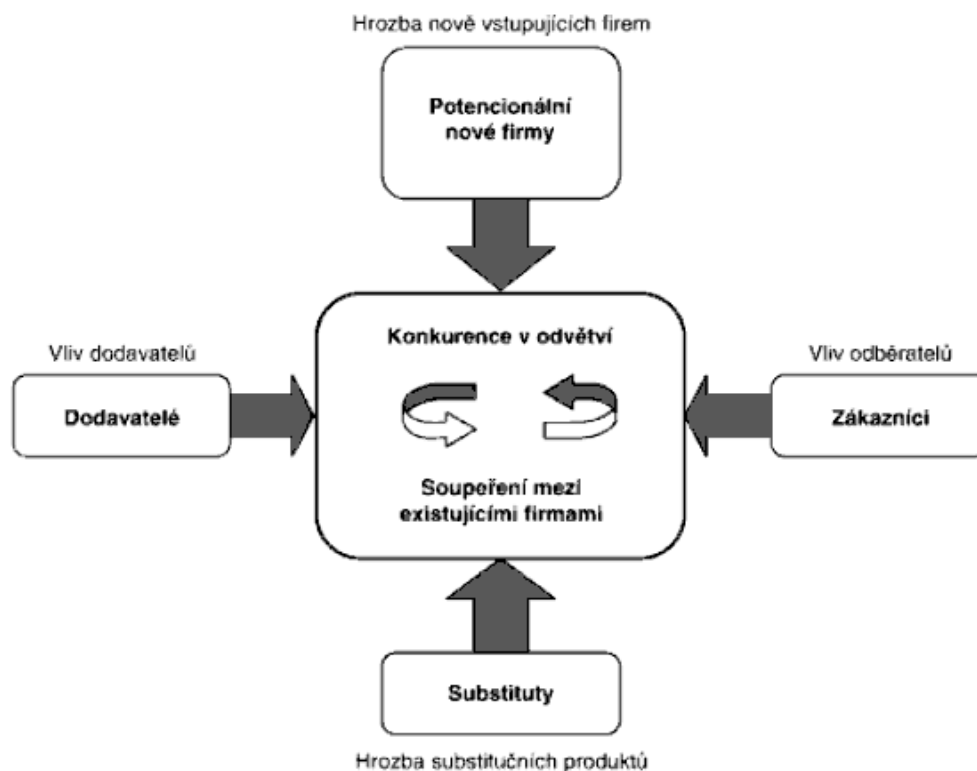 Hrozba nově vstupujících firem
Potencionální
nové firmy
Konkurence v odvětví
Vliv dodavatelů
Dodavatelé
Vliv odběratelů
Zákazníci
Soupeření mezi
existujícími firmami
Substituty
Hrozba substitučních produktů